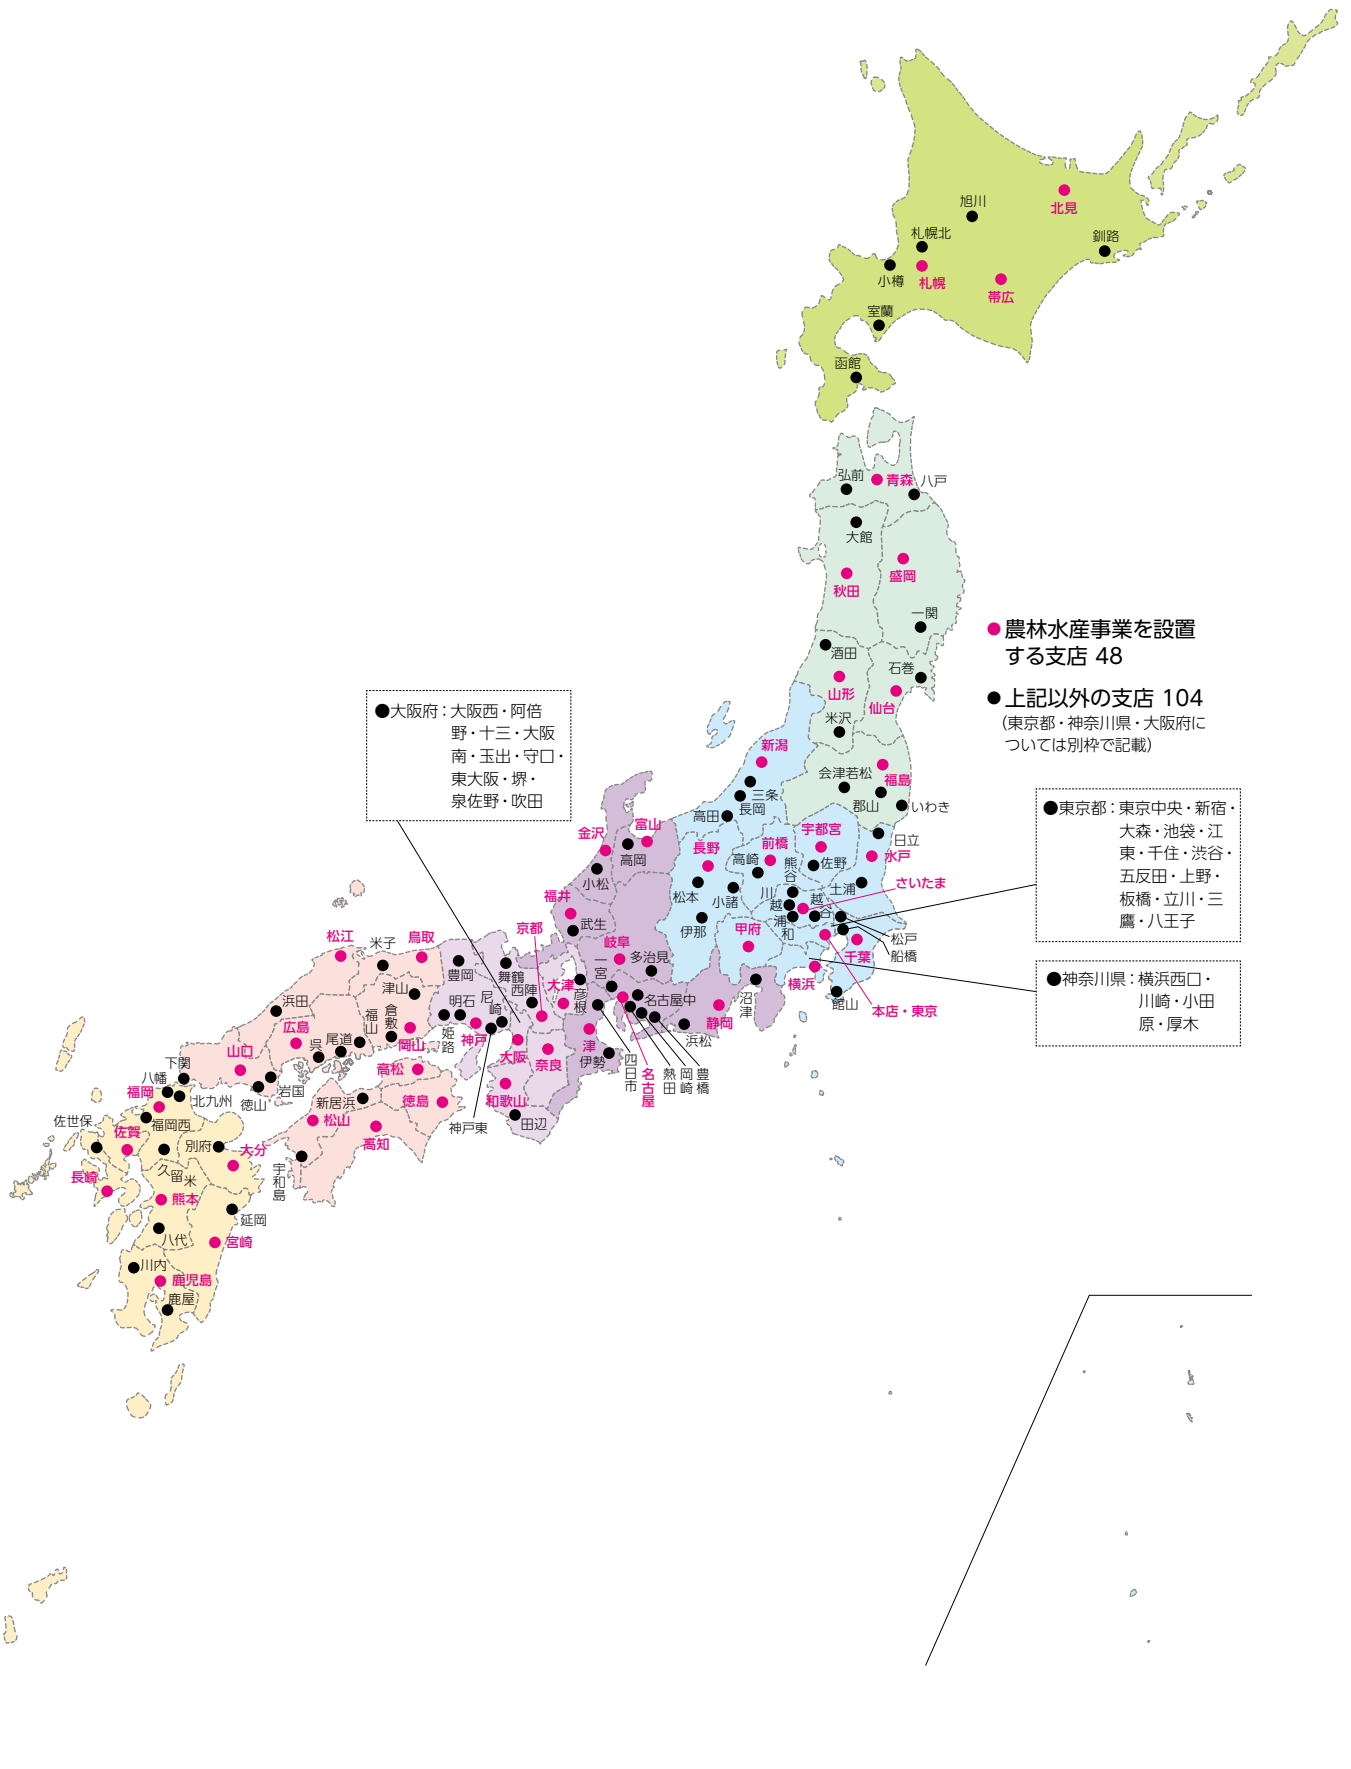 旭川
北見
札幌北
釧路
小樽
札幌
帯広
室蘭
函館
弘前
青森
八戸
大館
盛岡
秋田
一関
酒田
石巻
山形
仙台
米沢
会津若松
福島
郡山
いわき
●農林水産事業を設置
する支店 48
●上記以外の支店 104
(東京都・神奈川県・大阪府に
ついては別枠で記載)
●大阪府:大阪西・阿倍
野・十三・大阪
南・玉出・守口・
東大阪・堺・
泉佐野・吹田
●東京都:東京中央・新宿・
大森・池袋・江
東・千住・渋谷・
五反田・上野・
板橋・立川・三
鷹・八王子
●神奈川県:横浜西口・
川崎・小田
原・厚木
新潟
三条
長岡
高田
長野
前橋
高崎
宇都宮
熊谷
佐野
日立
水戸
土浦
さいたま
川越
越谷
浦和
松本
小諸
伊那
甲府
松戸
船橋
千葉
横浜
館山
本店・東京
金沢
富山
高岡
小松
福井
武生
岐阜
多治見
一宮
名古屋中
沼津
静岡
浜松
豊橋
岡崎
熱田
名古屋
四日市
津
伊勢
京都
舞鶴
西陣
大津
彦根
豊岡
明石
尼崎
姫路
神戸
大阪
奈良
和歌山
田辺
神戸東
松江
米子
鳥取
津山
浜田
広島
福山
倉敷
岡山
尾道
呉
山口
下関
岩国
徳山
高松
徳島
新居浜
松山
高知
宇和島
八幡
北九州
福岡
福岡西
佐世保
佐賀
別府
大分
久留米
長崎
熊本
延岡
八代
宮崎
川内
鹿児島
鹿屋